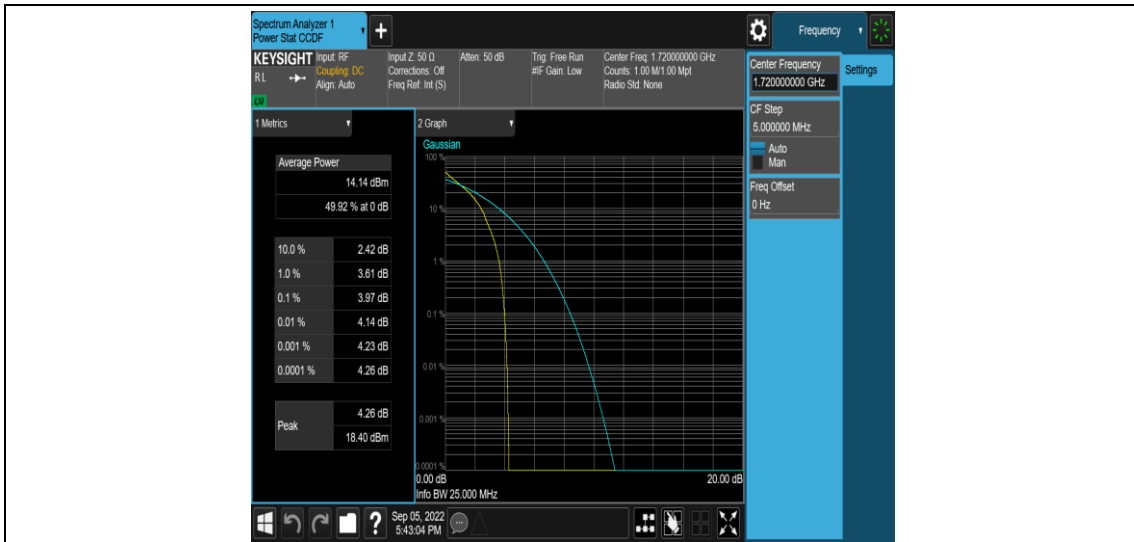 Spectrum Analyzer 1
Power Stat CCDF
Frequency
KEYSIGHT
RL
Input: RF
Coupling: DC
Align: Auto
Input Z: 50 Ω
Corrections: Off
Freq Ref: Int (S)
Atten: 50 dB
Trig: Free Run
#IF Gain: Low
Center Freq: 1.720000000 GHz
Counts: 1.00 M/1.00 Mpt
Radio Std: None
Center Frequency
1.720000000 GHz
Settings
CF Step
5.000000 MHz
Auto
Man
Freq Offset
0 Hz
1 Metrics
Average Power
14.14 dBm
49.92 % at 0 dB
10.0 % 2.42 dB
1.0 % 3.61 dB
0.1 % 3.97 dB
0.01 % 4.14 dB
0.001 % 4.23 dB
0.0001 % 4.26 dB
Peak
4.26 dB
18.40 dBm
2 Graph
Gaussian
100 %
10 %
1 %
0.1 %
0.01 %
0.001 %
0.0001 %
0.00 dB 20.00 dB
Info BW 25.000 MHz
Sep 05, 2022
5:43:04 PM